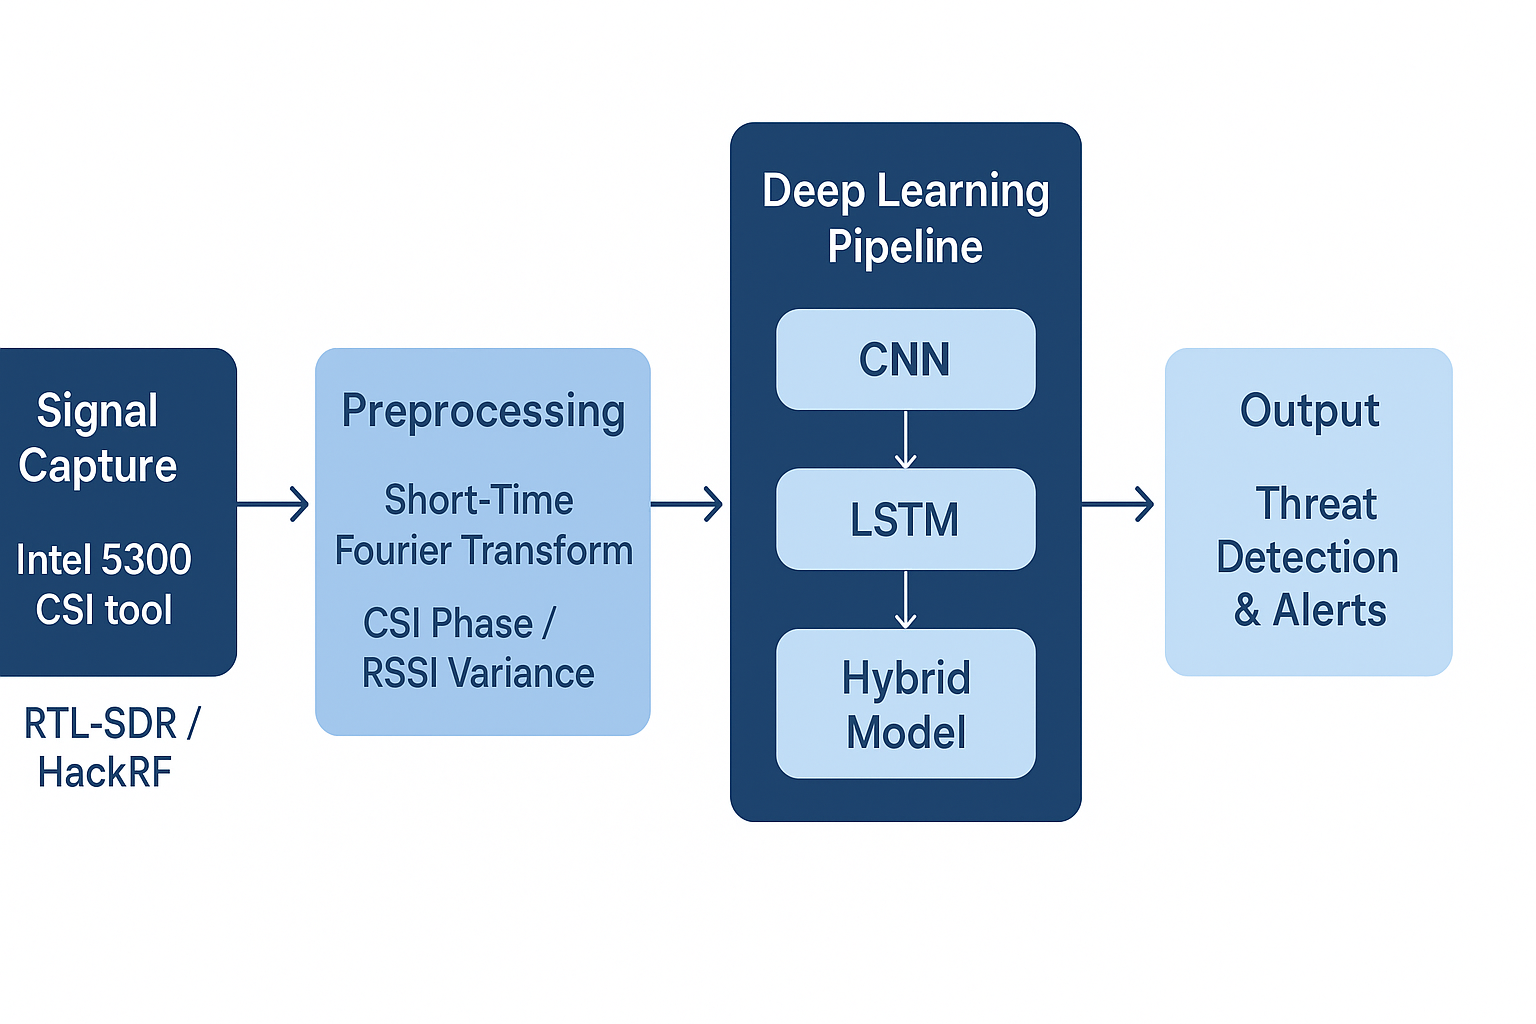 Signal
Capture
Intel 5300
CSI tool
RTL-SDR /
HackRF
Preprocessing
Short-Time
Fourier Transform
CSI Phase /
RSSI Variance
Deep Learning
Pipeline
CNN
LSTM
Hybrid
Model
Output
Threat
Detection
& Alerts